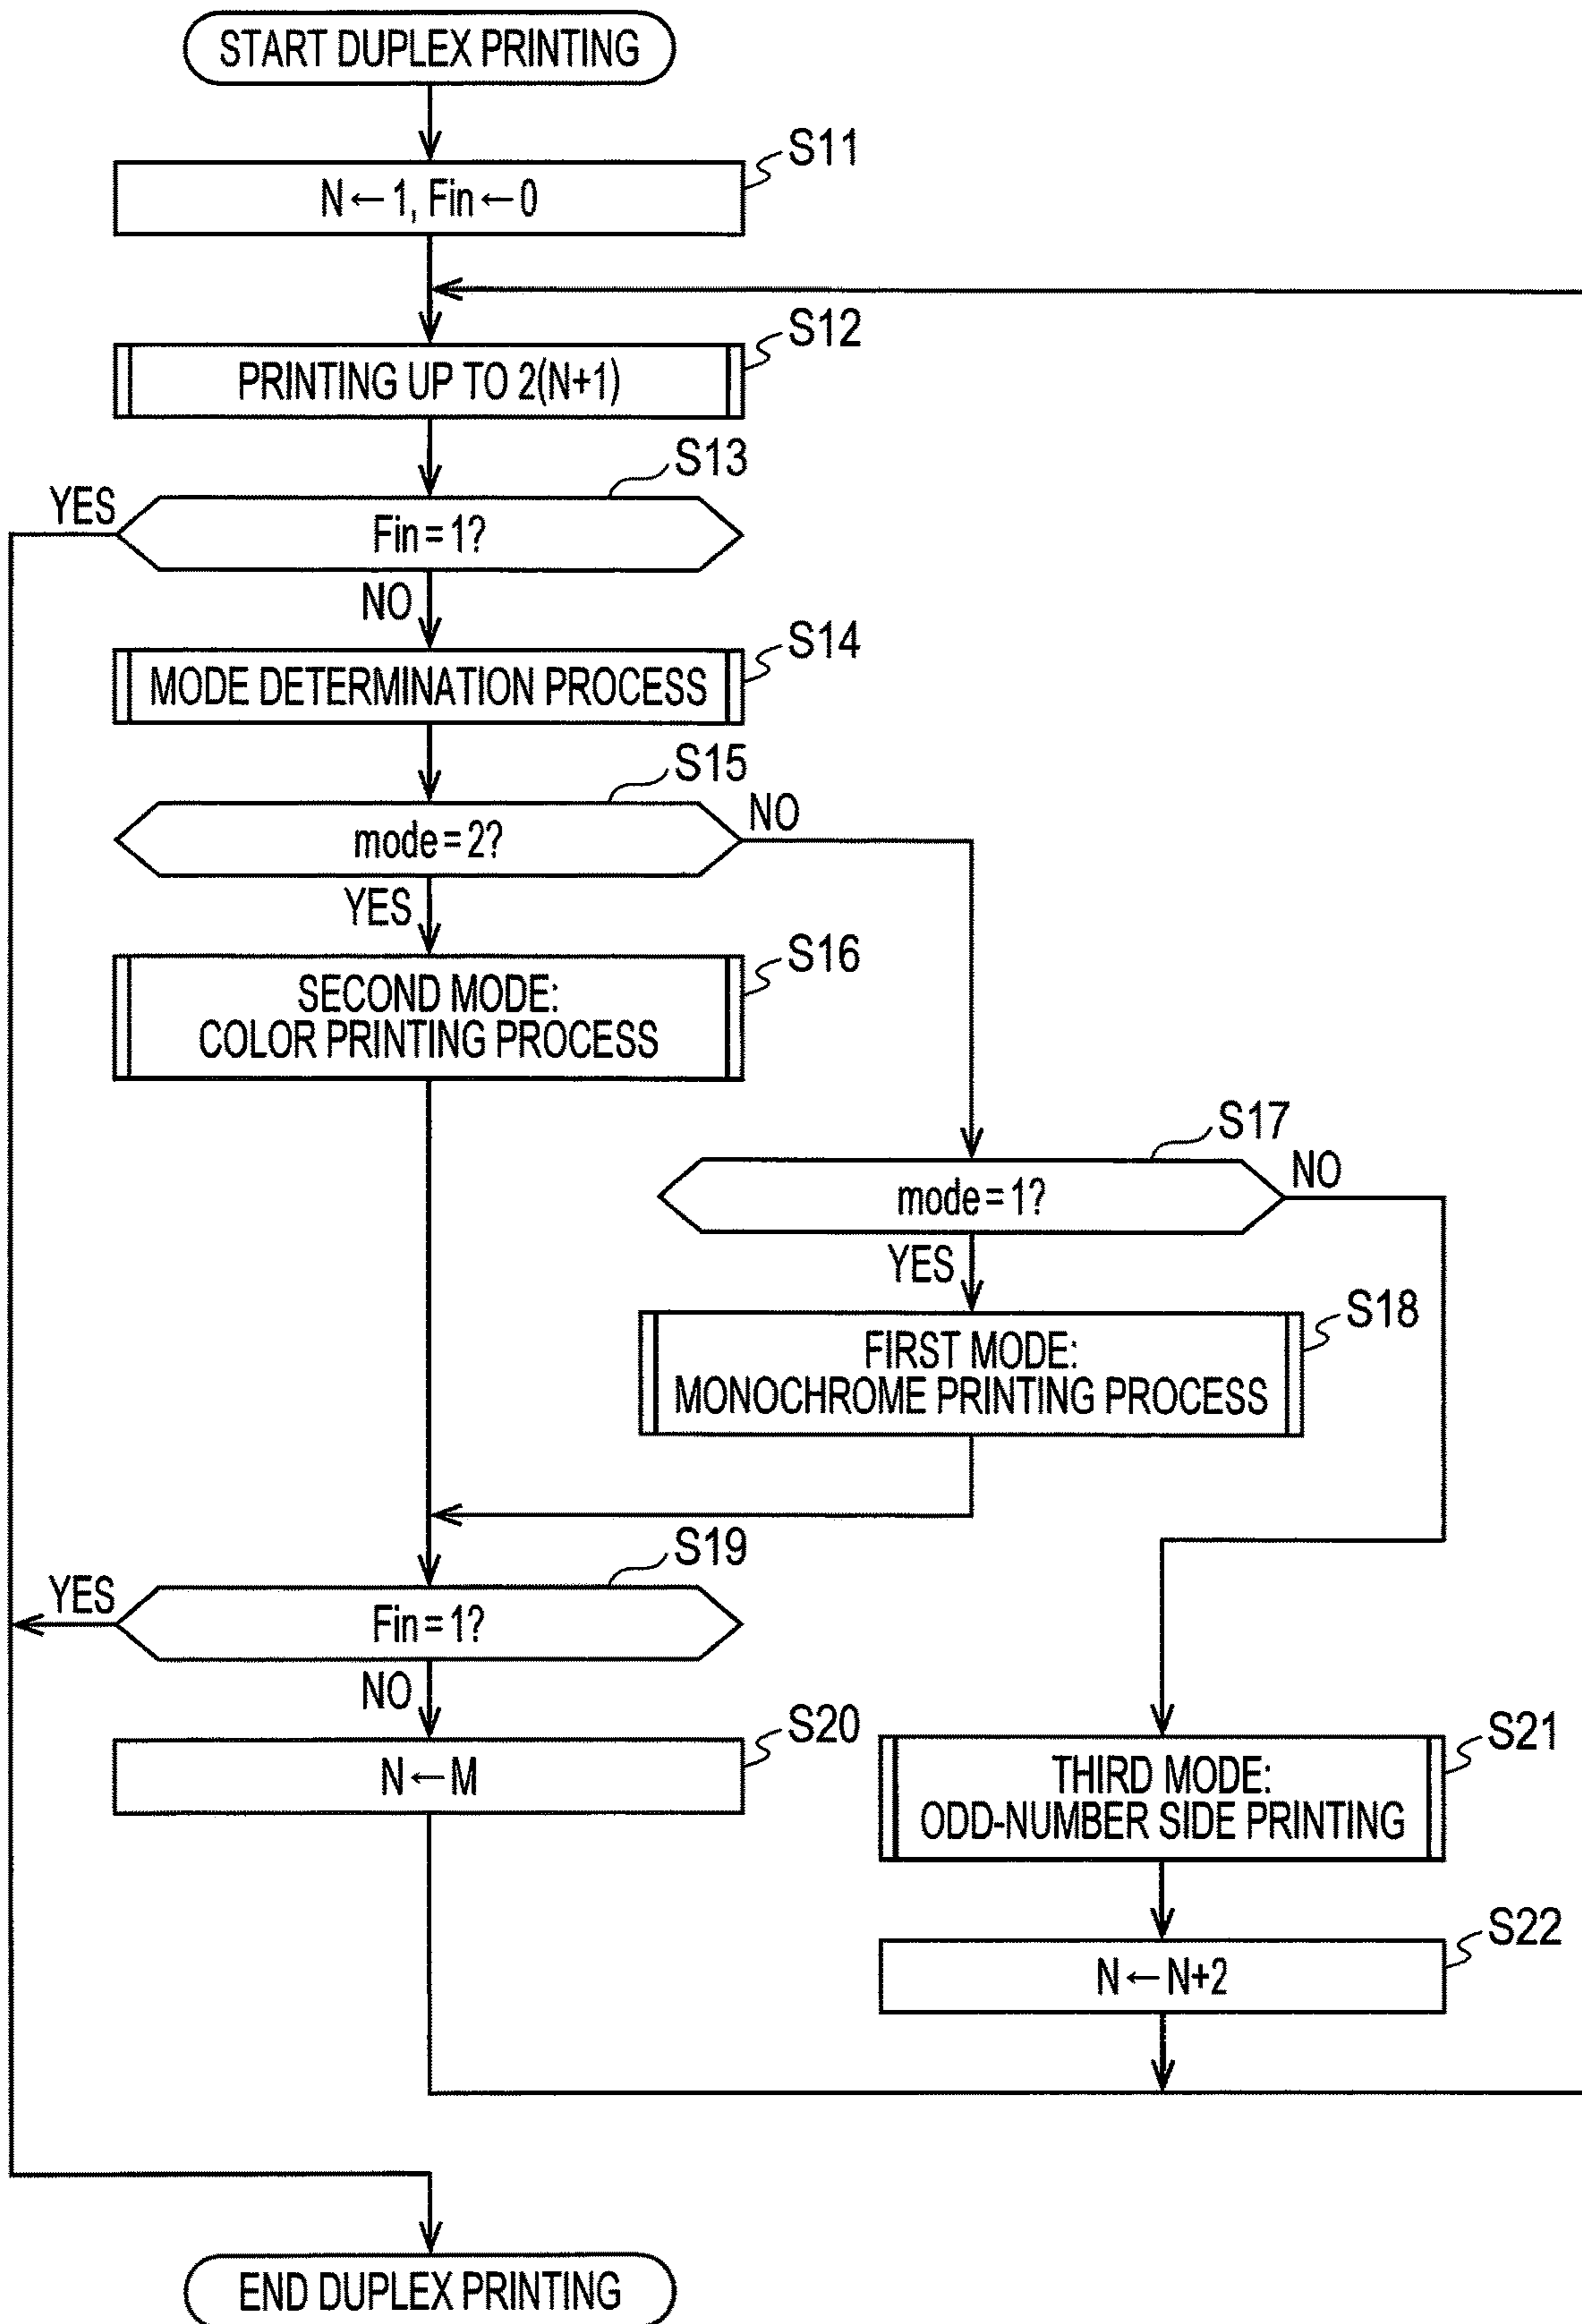 START DUPLEX PRINTING
S11
N←1, Fin←0
S12
PRINTING UP TO 2(N+1)
S13
YES
Fin=1?
NO
S14
MODE DETERMINATION PROCESS
S15
NO
mode=2?
YES
S16
SECOND MODE:
COLOR PRINTING PROCESS
S17
NO
mode=1?
YES
S18
FIRST MODE:
MONOCHROME PRINTING PROCESS
S19
YES
Fin=1?
NO
S20
N←M
S21
THIRD MODE:
ODD-NUMBER SIDE PRINTING
S22
N←N+2
END DUPLEX PRINTING